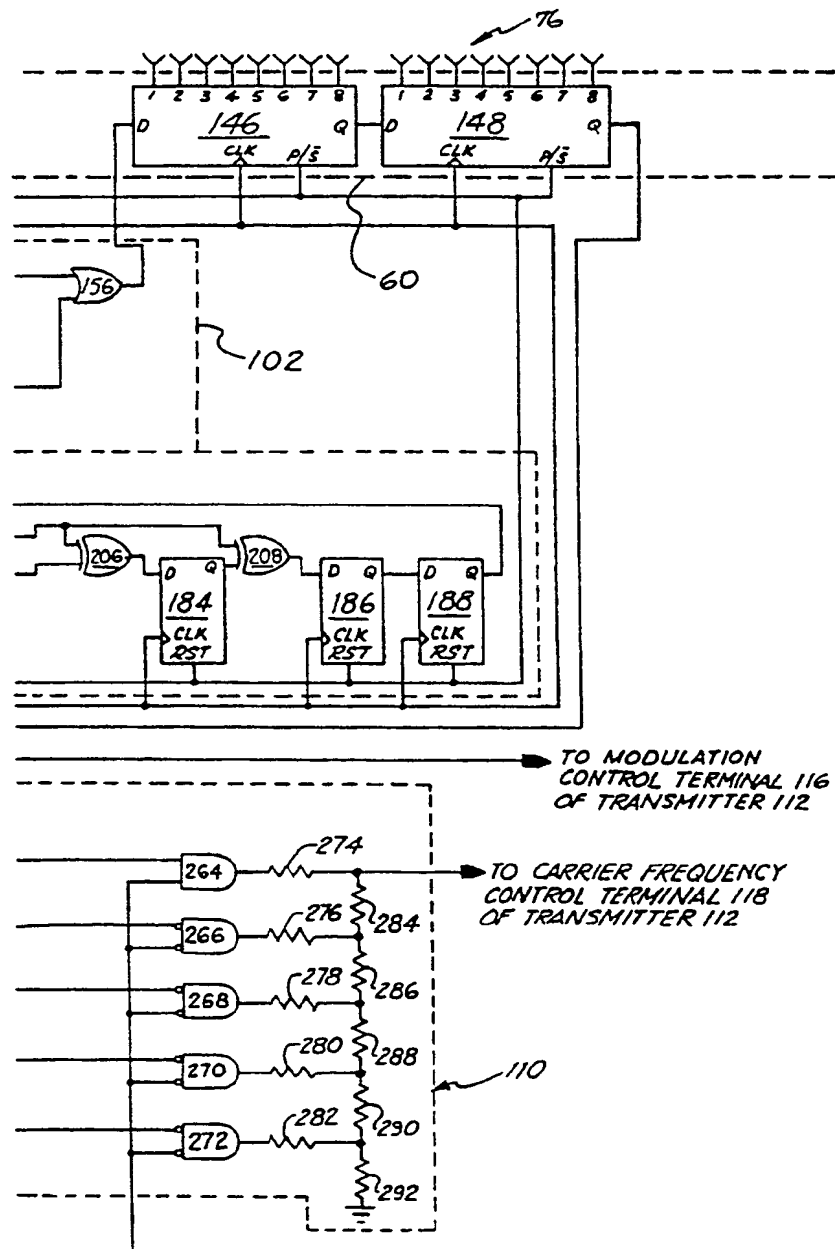 76
1 2 3 4 5 6 7 8
1 2 3 4 5 6 7 8
D 146 Q
CLK P/S̄
D 148 Q
CLK P/S̄
60
156
102
206
208
D Q
184
CLK
RST
D Q
186
CLK
RST
D Q
188
CLK
RST
TO MODULATION
CONTROL TERMINAL 116
OF TRANSMITTER 112
264
274
TO CARRIER FREQUENCY
CONTROL TERMINAL 118
OF TRANSMITTER 112
284
266
276
286
268
278
288
270
280
110
290
272
282
292